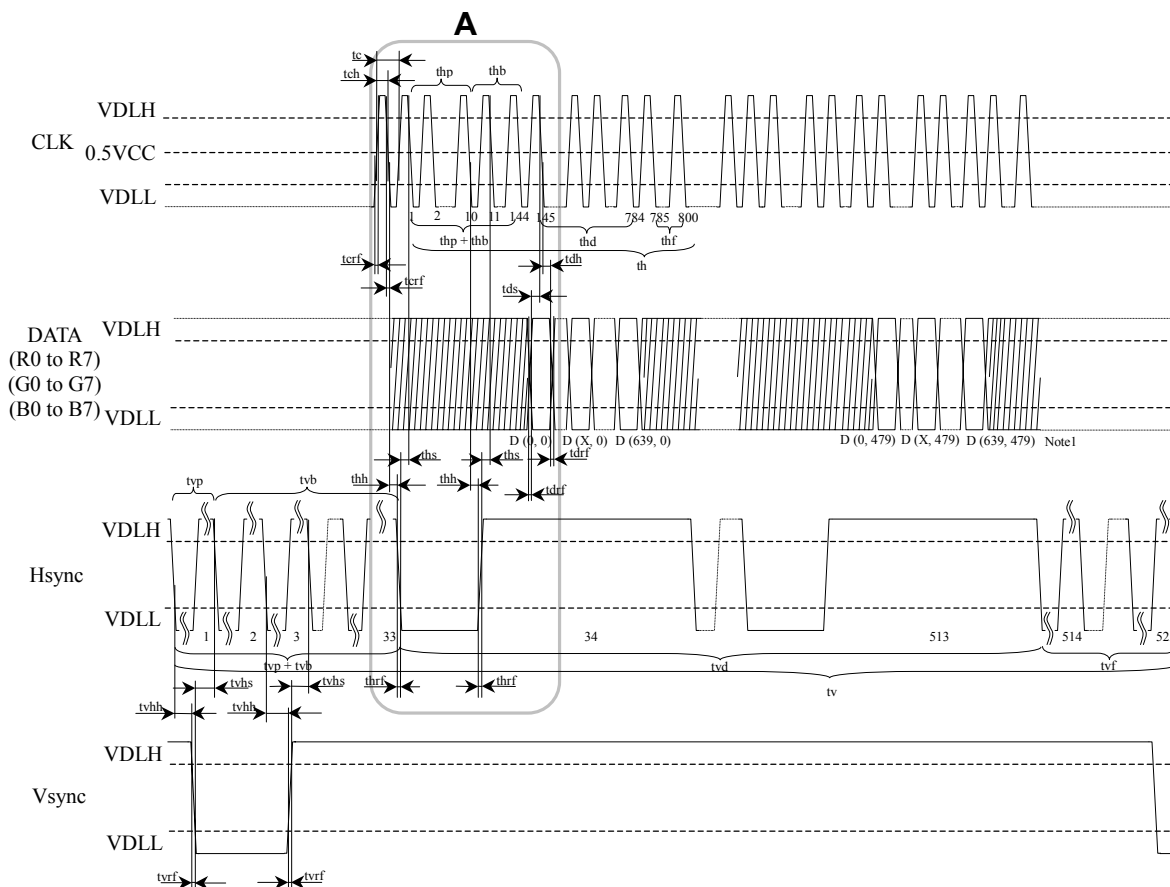 A
tc
tch
thp thb
VDLH
CLK
0.5VCC
VDLL
1 2 10 11 144 145 784 785 800
thp + thb thd thf
th
tcrf
tcrf
tdh
tds
DATA
(R0 to R7)
(G0 to G7)
(B0 to B7)
VDLH
VDLL
D (0, 0) D (X, 0) D (639, 0) D (0, 479) D (X, 479) D (639, 479) Note1
ths ths tdrf
thh thh tdrf
tvp tvb
VDLH
Hsync
VDLL
1 2 3 33 34 513 514
tvp + tvb tvd tvf
tv
tvhs tvhs thrf thrf
tvhh tvhh
VDLH
Vsync
VDLL
tvrf tvrf